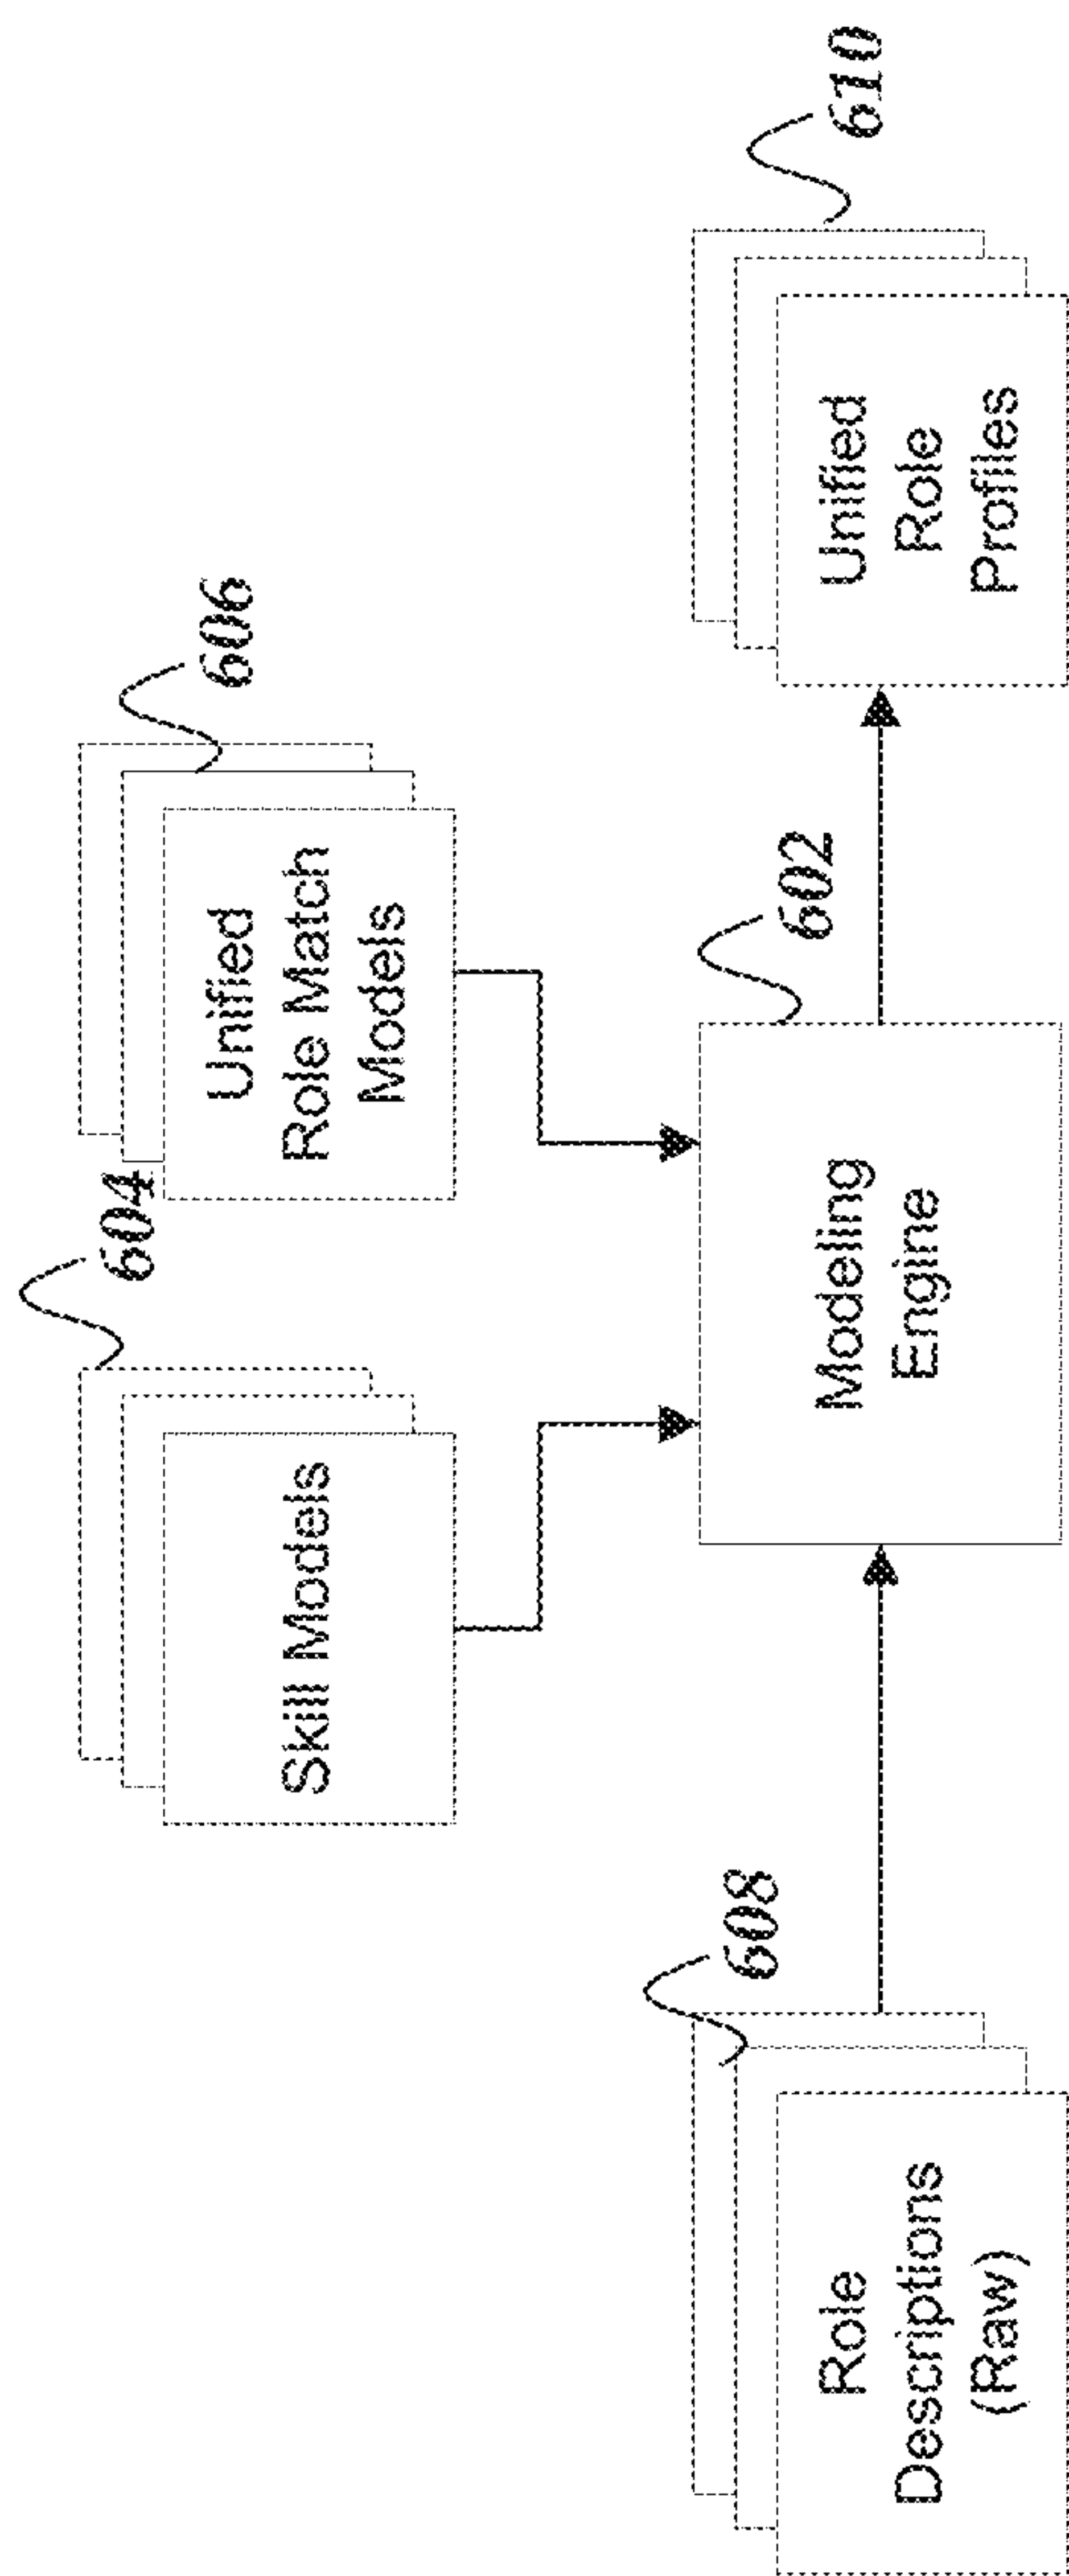 604
Skill Models
606
Unified
Role Match
Models
608
Role
Descriptions
(Raw)
602
Modeling
Engine
610
Unified
Role
Profiles